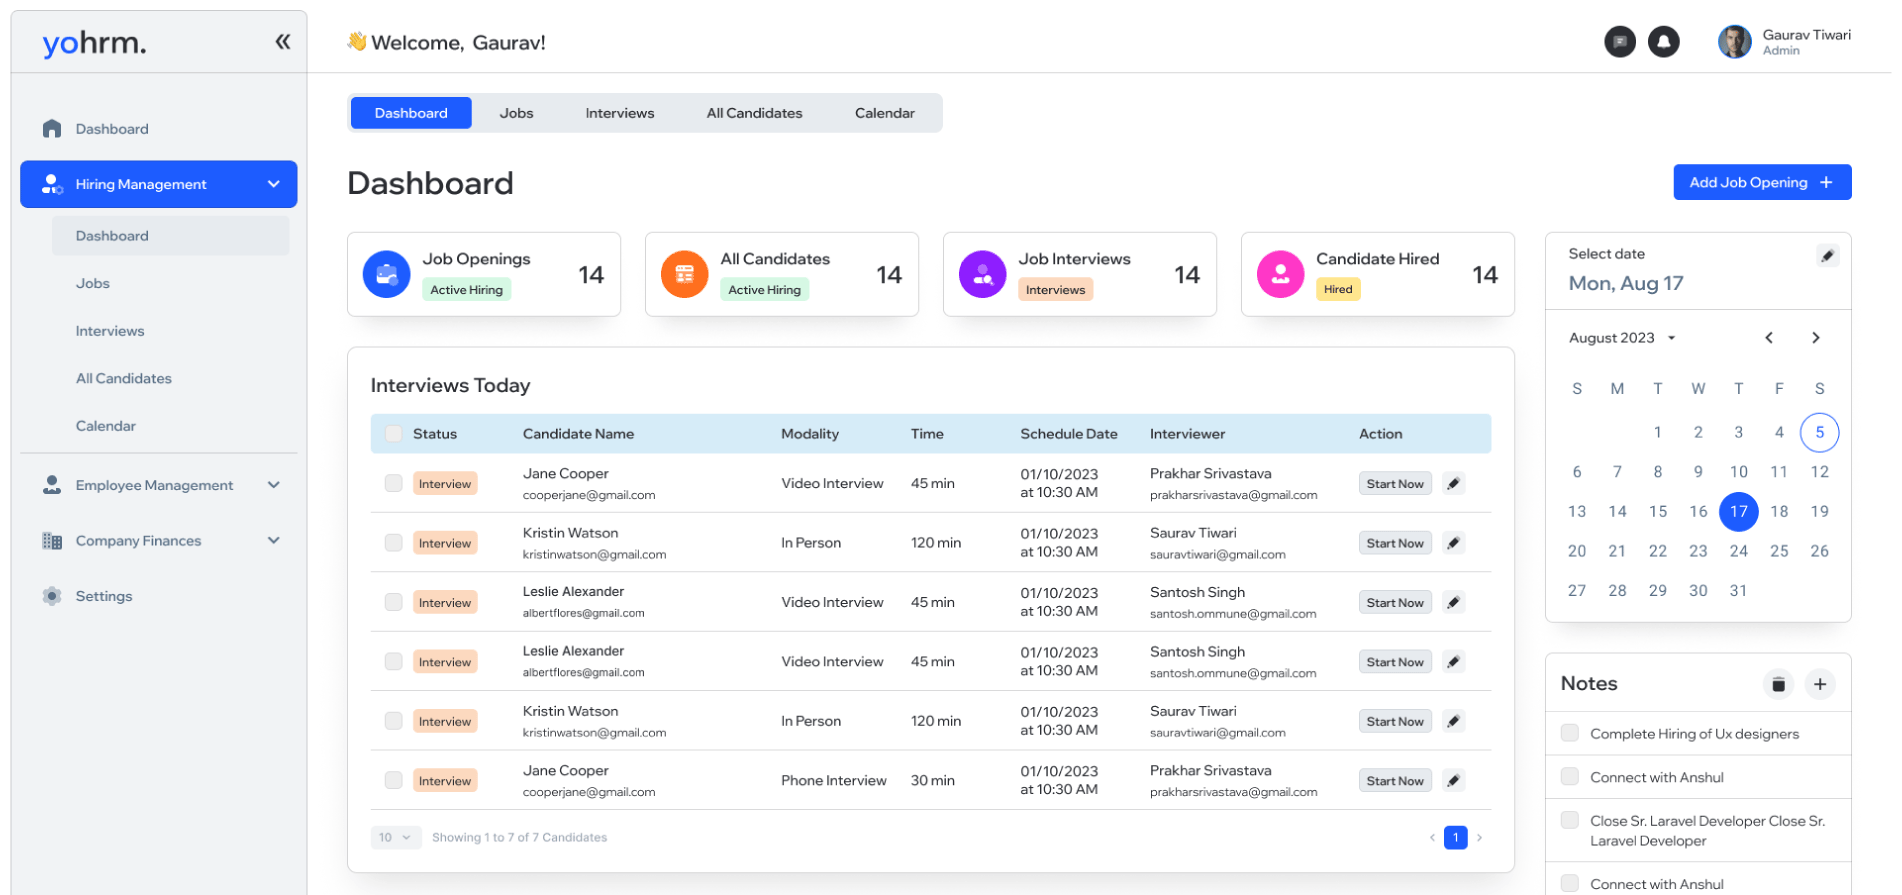 yohrm.
👋 Welcome, Gaurav!
Gaurav Tiwari
Admin
Dashboard
Hiring Management
Dashboard
Jobs
Interviews
All Candidates
Calendar
Employee Management
Company Finances
Settings
Dashboard Jobs Interviews All Candidates Calendar
Dashboard
Add Job Opening +
Job Openings
Active Hiring
14
All Candidates
Active Hiring
14
Job Interviews
Interviews
14
Candidate Hired
Hired
14
Interviews Today
Status Candidate Name Modality Time Schedule Date Interviewer Action
Interview Jane Cooper Video Interview 45 min 01/10/2023 Prakhar Srivastava Start Now
cooperjane@gmail.com at 10:30 AM prakharsrivastava@gmail.com
Interview Kristin Watson In Person 120 min 01/10/2023 Saurav Tiwari Start Now
kristinwatson@gmail.com at 10:30 AM sauravtiwari@gmail.com
Interview Leslie Alexander Video Interview 45 min 01/10/2023 Santosh Singh Start Now
albertflores@gmail.com at 10:30 AM santosh.ommune@gmail.com
Interview Leslie Alexander Video Interview 45 min 01/10/2023 Santosh Singh Start Now
albertflores@gmail.com at 10:30 AM santosh.ommune@gmail.com
Interview Kristin Watson In Person 120 min 01/10/2023 Saurav Tiwari Start Now
kristinwatson@gmail.com at 10:30 AM sauravtiwari@gmail.com
Interview Jane Cooper Phone Interview 30 min 01/10/2023 Prakhar Srivastava Start Now
cooperjane@gmail.com at 10:30 AM prakharsrivastava@gmail.com
10 Showing 1 to 7 of 7 Candidates < 1 >
Select date
Mon, Aug 17
August 2023
S M T W T F S
1 2 3 4 5
6 7 8 9 10 11 12
13 14 15 16 17 18 19
20 21 22 23 24 25 26
27 28 29 30 31
Notes
Complete Hiring of Ux designers
Connect with Anshul
Close Sr. Laravel Developer Close Sr.
Laravel Developer
Connect with Anshul